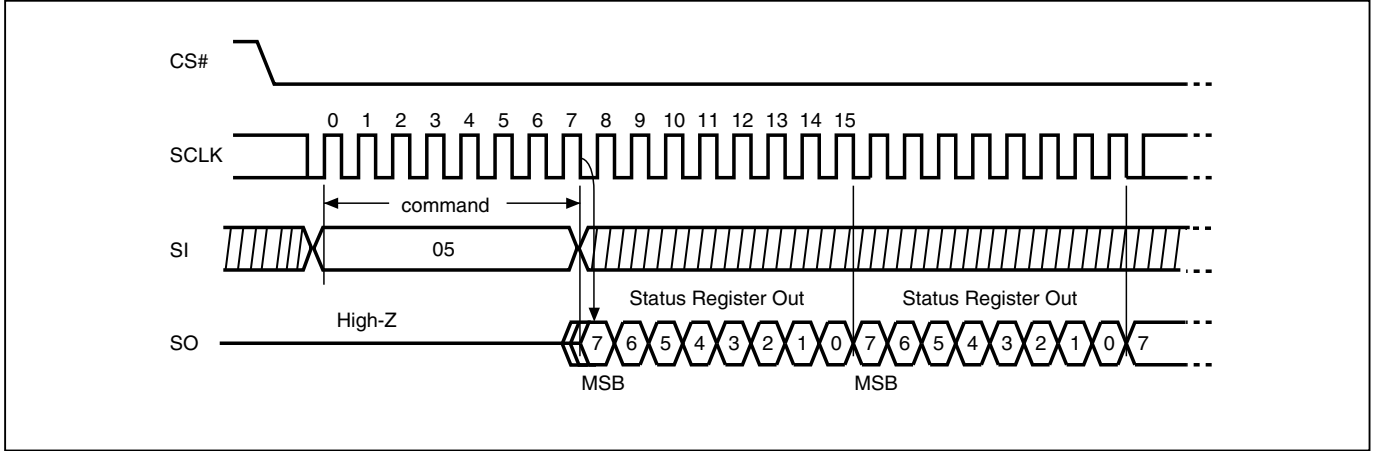 CS#
0 1 2 3 4 5 6 7 8 9 10 11 12 13 14 15
SCLK
command
SI
05
Status Register Out Status Register Out
High-Z
SO
7 6 5 4 3 2 1 0 7 6 5 4 3 2 1 0 7
MSB MSB